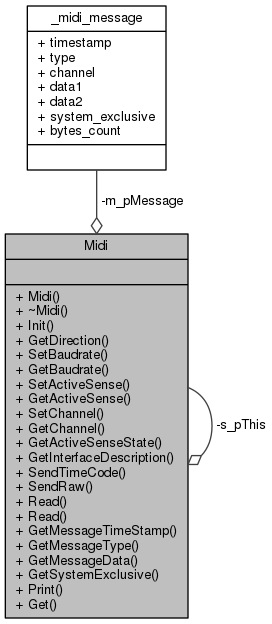 _midi_message
+ timestamp
+ type
+ channel
+ data1
+ data2
+ system_exclusive
+ bytes_count
-m_pMessage
Midi
+ Midi()
+ ~Midi()
+ Init()
+ GetDirection()
+ SetBaudrate()
+ GetBaudrate()
+ SetActiveSense()
+ GetActiveSense()
+ SetChannel()
+ GetChannel()
+ GetActiveSenseState()
+ GetInterfaceDescription()
+ SendTimeCode()
+ SendRaw()
+ Read()
+ Read()
+ GetMessageTimeStamp()
+ GetMessageType()
+ GetMessageData()
+ GetSystemExclusive()
+ Print()
+ Get()
-s_pThis